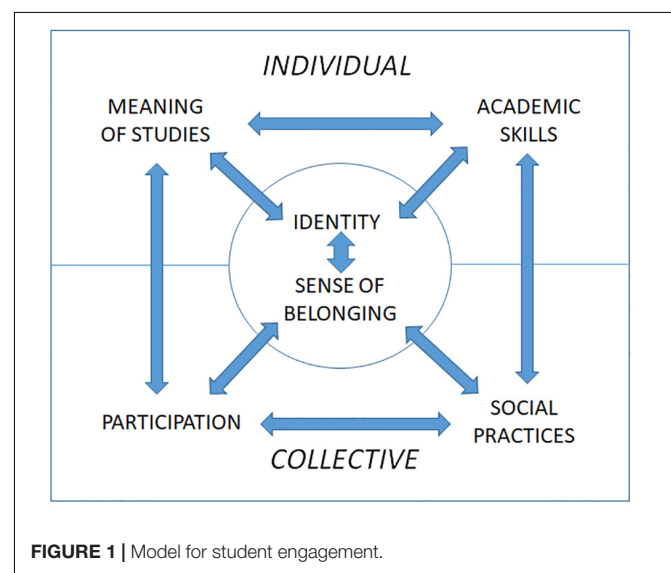 INDIVIDUAL
MEANING
OF STUDIES
ACADEMIC
SKILLS
IDENTITY
SENSE OF
BELONGING
PARTICIPATION
SOCIAL
PRACTICES
COLLECTIVE
FIGURE 1 | Model for student engagement.